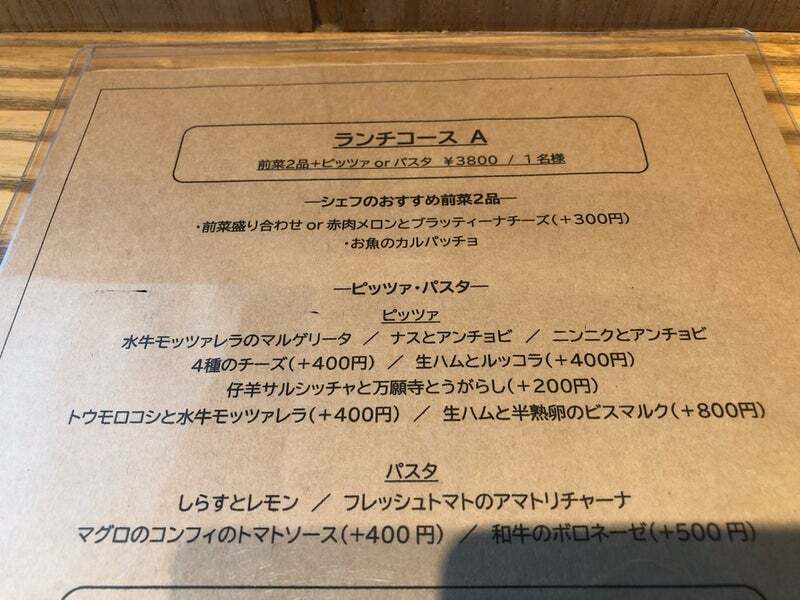 ランチコース A
前菜2品+ピッツァ or パスタ ¥3800 / 1名様
―シェフのおすすめ前菜2品―
・前菜盛り合わせ or 赤肉メロンとブラッティーナチーズ(+300円)
・お魚のカルパッチョ
―ピッツァ・パスタ―
ピッツァ
水牛モッツァレラのマルゲリータ / ナスとアンチョビ / ニンニクとアンチョビ
4種のチーズ(+400円) / 生ハムとルッコラ(+400円)
仔羊サルシッチャと万願寺とうがらし(+200円)
トウモロコシと水牛モッツァレラ(+400円) / 生ハムと半熟卵のビスマルク(+800円)
パスタ
しらすとレモン / フレッシュトマトのアマトリチャーナ
マグロのコンフィのトマトソース(+400円) / 和牛のボロネーゼ(+500円)